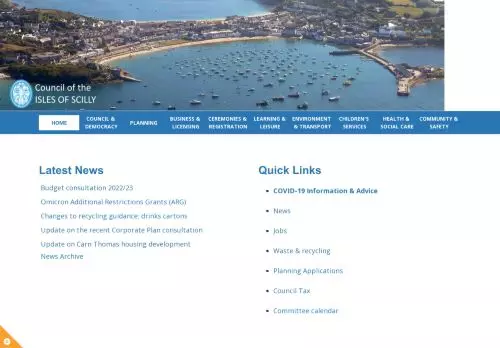 Council of the
ISLES OF SCILLY
HOME
COUNCIL &
DEMOCRACY
PLANNING
BUSINESS &
LICENSING
CEREMONIES &
REGISTRATION
LEARNING &
LEISURE
ENVIRONMENT
& TRANSPORT
CHILDREN'S
SERVICES
HEALTH &
SOCIAL CARE
COMMUNITY &
SAFETY
Latest News
Budget consultation 2022/23
Omicron Additional Restrictions Grants (ARG)
Changes to recycling guidance: drinks cartons
Update on the recent Corporate Plan consultation
Update on Carn Thomas housing development
News Archive
Quick Links
COVID-19 Information & Advice
News
Jobs
Waste & recycling
Planning Applications
Council Tax
Committee calendar